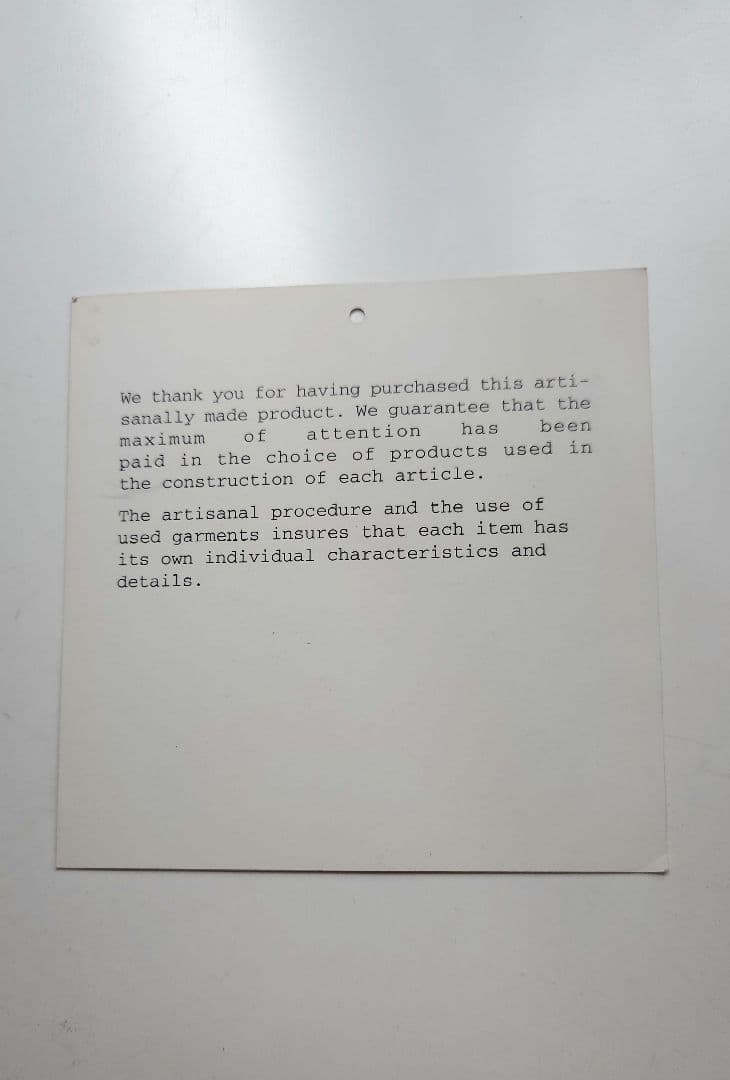 We thank you for having purchased this arti-
sanally made product. We guarantee that the
maximum of attention has been
paid in the choice of products used in
the construction of each article.
The artisanal procedure and the use of
used garments insures that each item has
its own individual characteristics and
details.